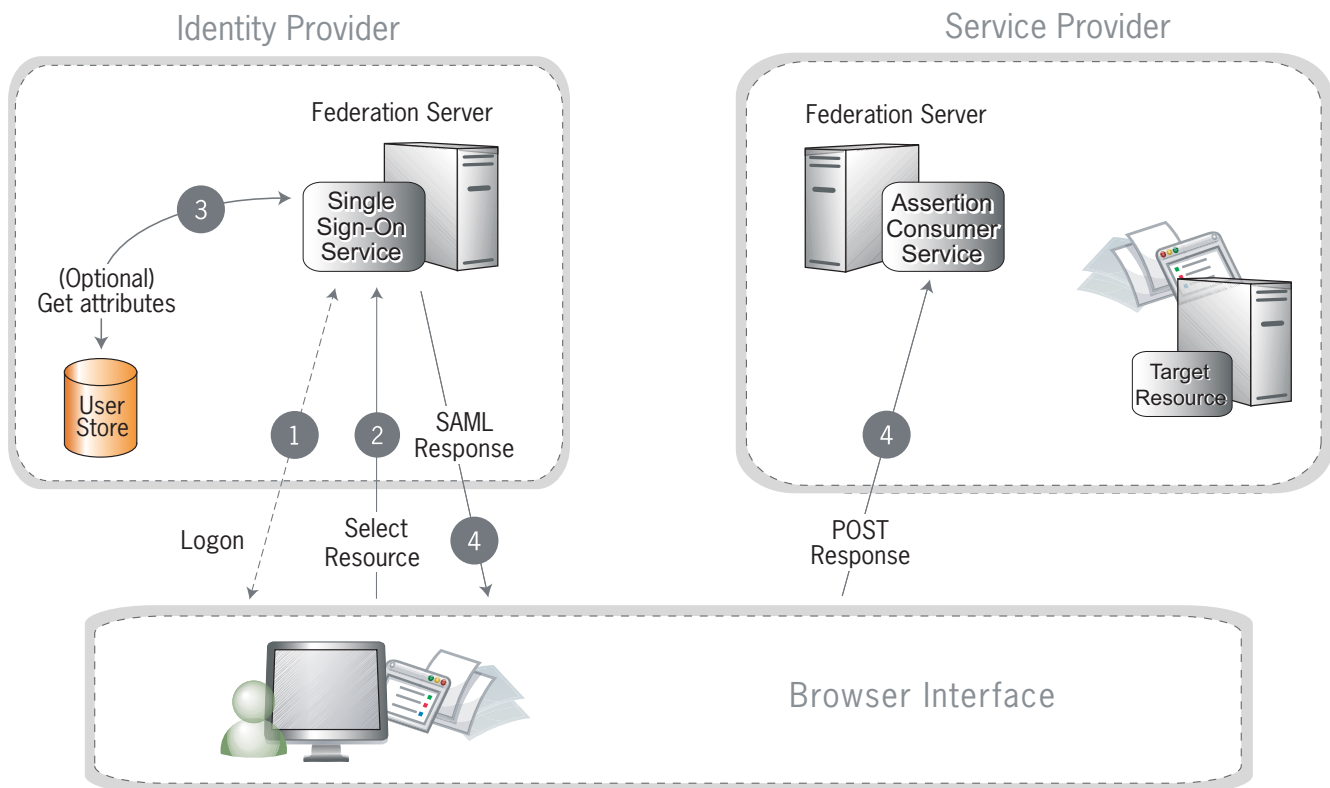 Identity Provider
Service Provider
Federation Server
Single
Sign-On
Service
3
(Optional)
Get attributes
User
Store
1
2
SAML
Response
Logon
Select
Resource
4
Federation Server
Assertion
Consumer
Service
Target
Resource
4
POST
Response
Browser Interface